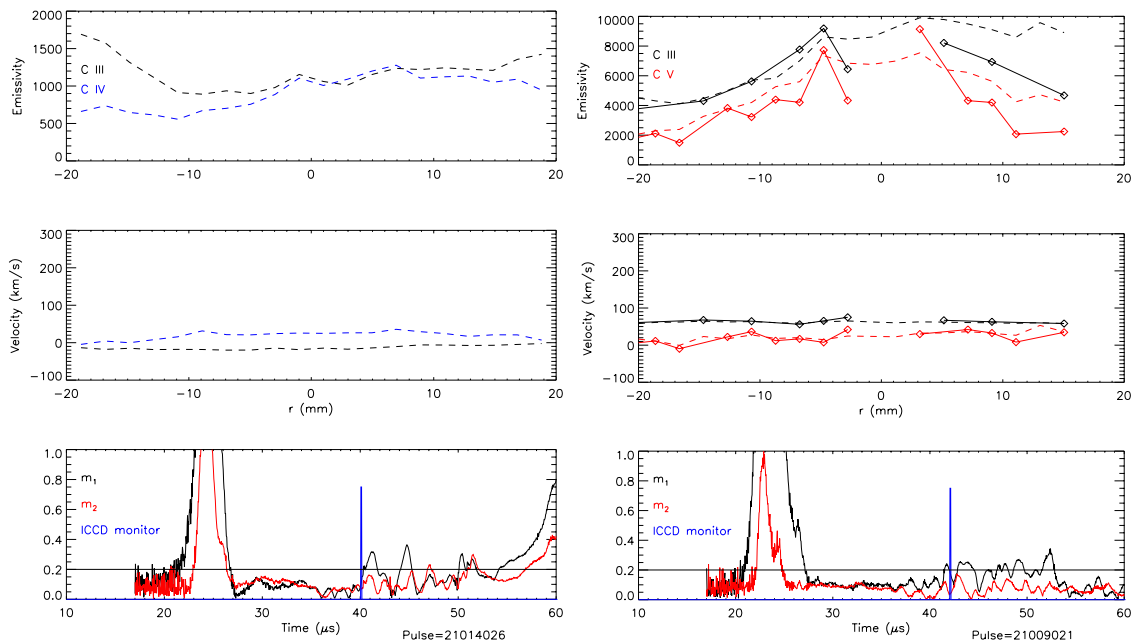 2000
1500
1000
500
0
Emissivity
C III
C IV
-20 -10 0 10 20
10000
8000
6000
4000
2000
0
Emissivity
C III
C V
-20 -10 0 10 20
300
200
100
0
-100
Velocity (km/s)
-20 -10 0 10 20
r (mm)
300
200
100
0
-100
Velocity (km/s)
-20 -10 0 10 20
r (mm)
1.0
0.8
0.6
0.4
0.2
0.0
m₁
m₂
ICCD monitor
10 20 30 40 50 60
Time (μs)
Pulse=21014026
1.0
0.8
0.6
0.4
0.2
0.0
m₁
m₂
ICCD monitor
10 20 30 40 50 60
Time (μs)
Pulse=21009021